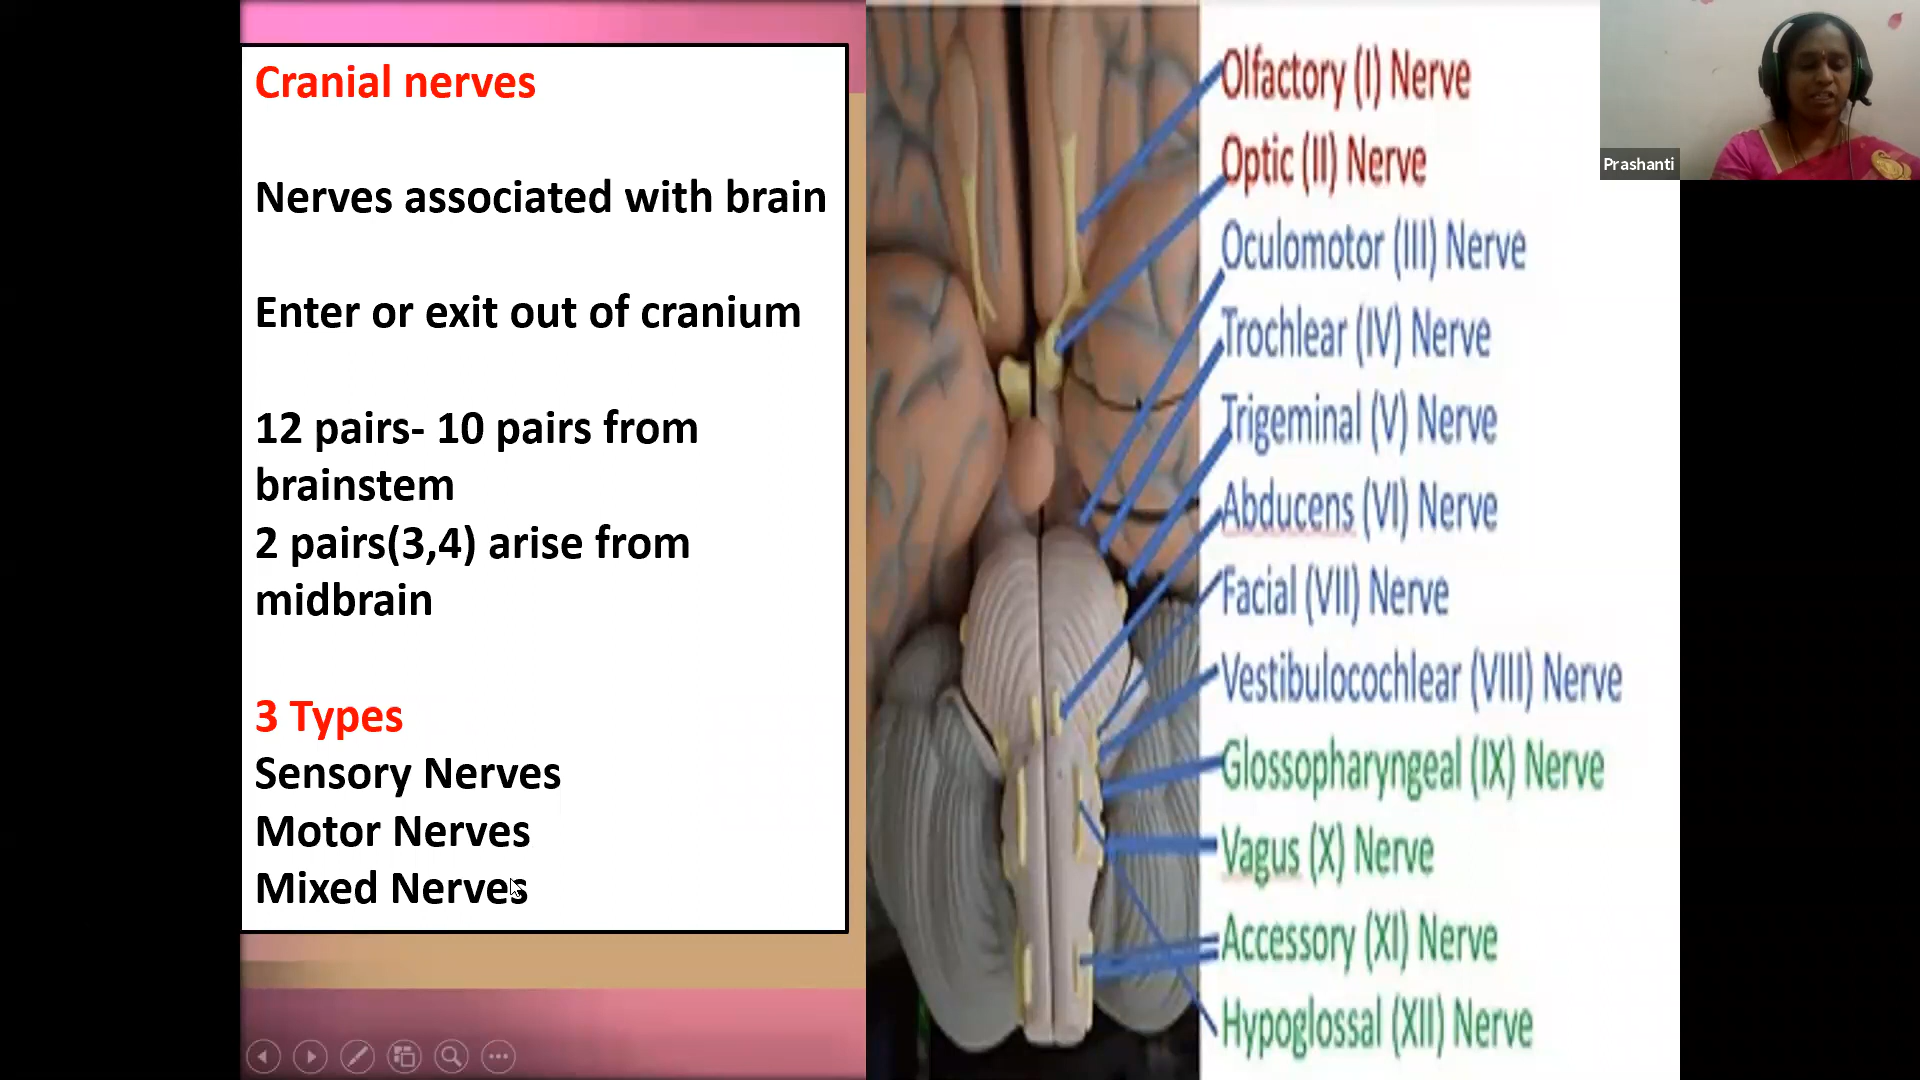 Cranial nerves
Nerves associated with brain
Enter or exit out of cranium
12 pairs- 10 pairs from
brainstem
2 pairs(3,4) arise from
midbrain
3 Types
Sensory Nerves
Motor Nerves
Mixed Nerves
Olfactory (I) Nerve
Optic (II) Nerve
Oculomotor (III) Nerve
Trochlear (IV) Nerve
Trigeminal (V) Nerve
Abducens (VI) Nerve
Facial (VII) Nerve
Vestibulocochlear (VIII) Nerve
Glossopharyngeal (IX) Nerve
Vagus (X) Nerve
Accessory (XI) Nerve
Hypoglossal (XII) Nerve
Prashanti